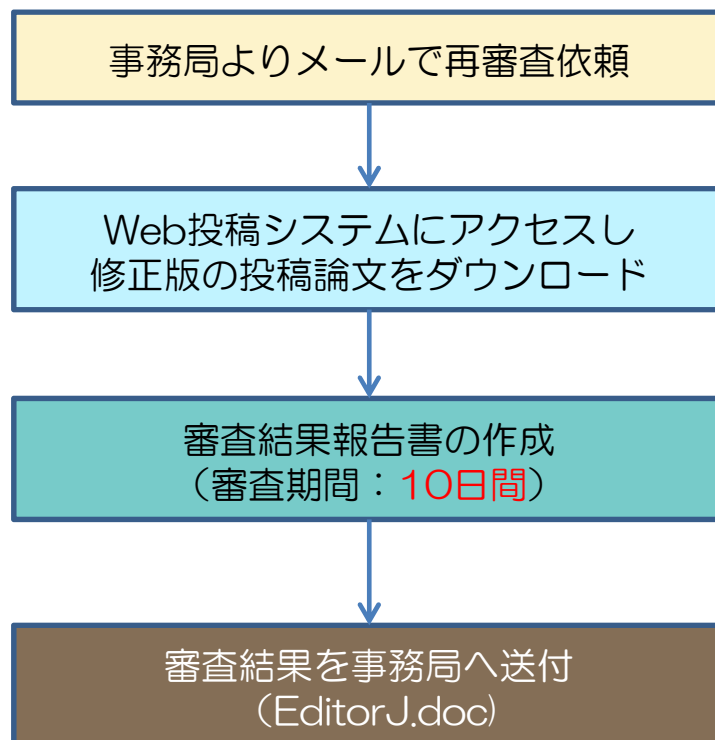 事務局よりメールで再審査依頼
Web投稿システムにアクセスし
修正版の投稿論文をダウンロード
審査結果報告書の作成
（審査期間：10日間）
審査結果を事務局へ送付
（EditorJ.doc)